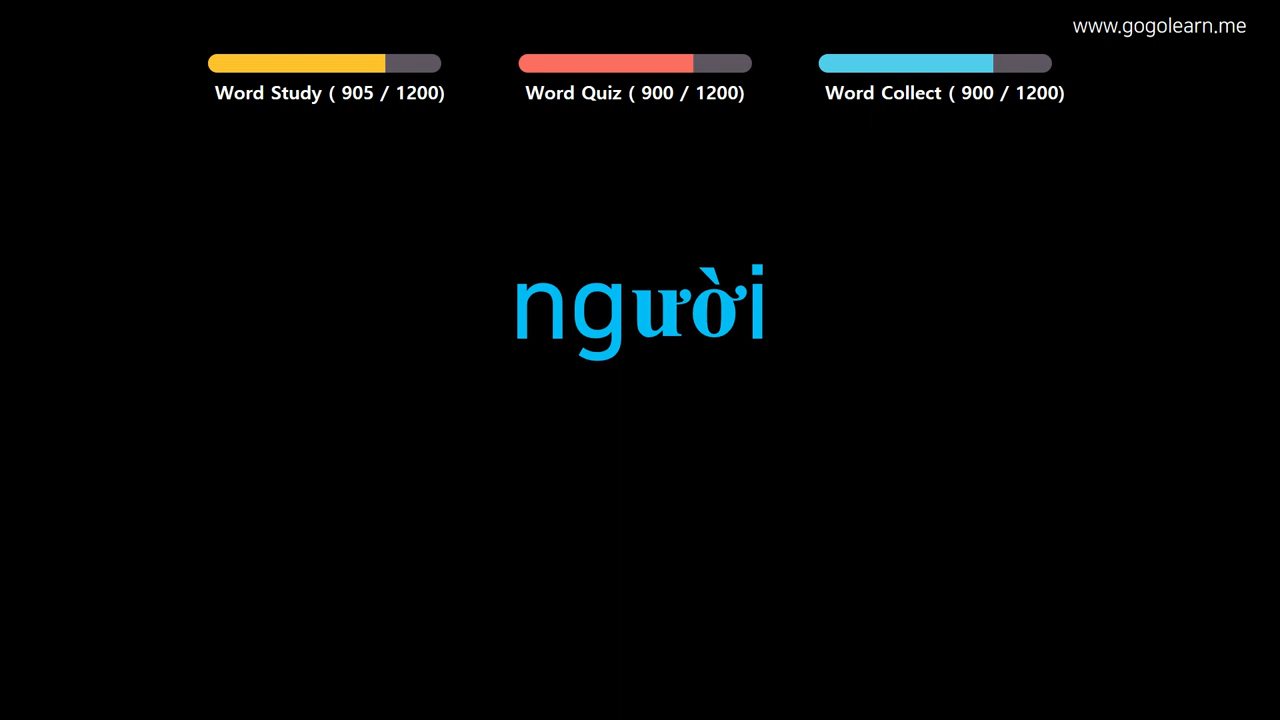 www.gogolearn.me
Word Study ( 905 / 1200)
Word Quiz ( 900 / 1200)
Word Collect ( 900 / 1200)
người